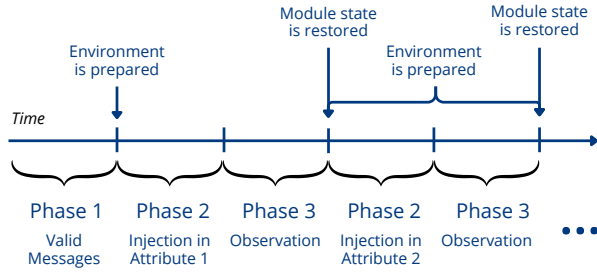 Module state
is restored
Module state
is restored
Environment
is prepared
Environment
is prepared
Time
Phase 1
Phase 2
Phase 3
Phase 2
Phase 3
Valid
Messages
Injection in
Attribute 1
Observation
Injection in
Attribute 2
Observation